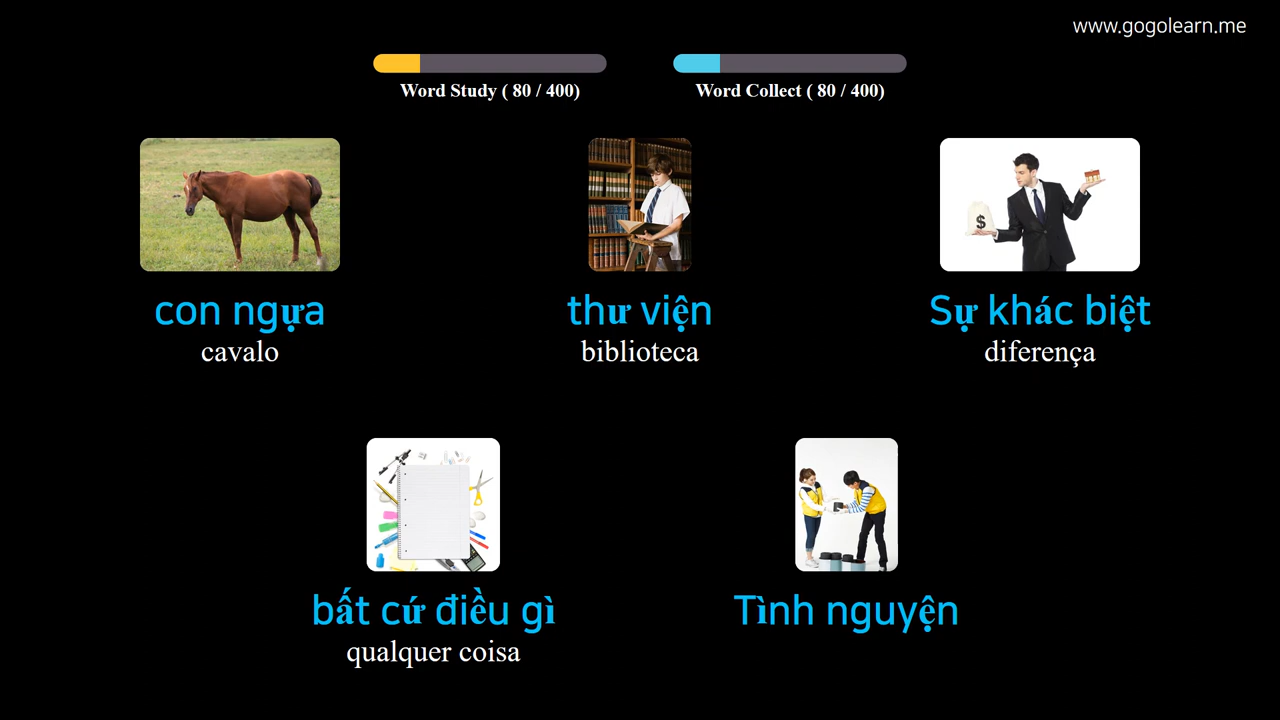 www.gogolearn.me
Word Study ( 80 / 400)
Word Collect ( 80 / 400)
con ngựa
cavalo
thư viện
biblioteca
Sự khác biệt
diferença
$
bất cứ điều gì
qualquer coisa
Tình nguyện